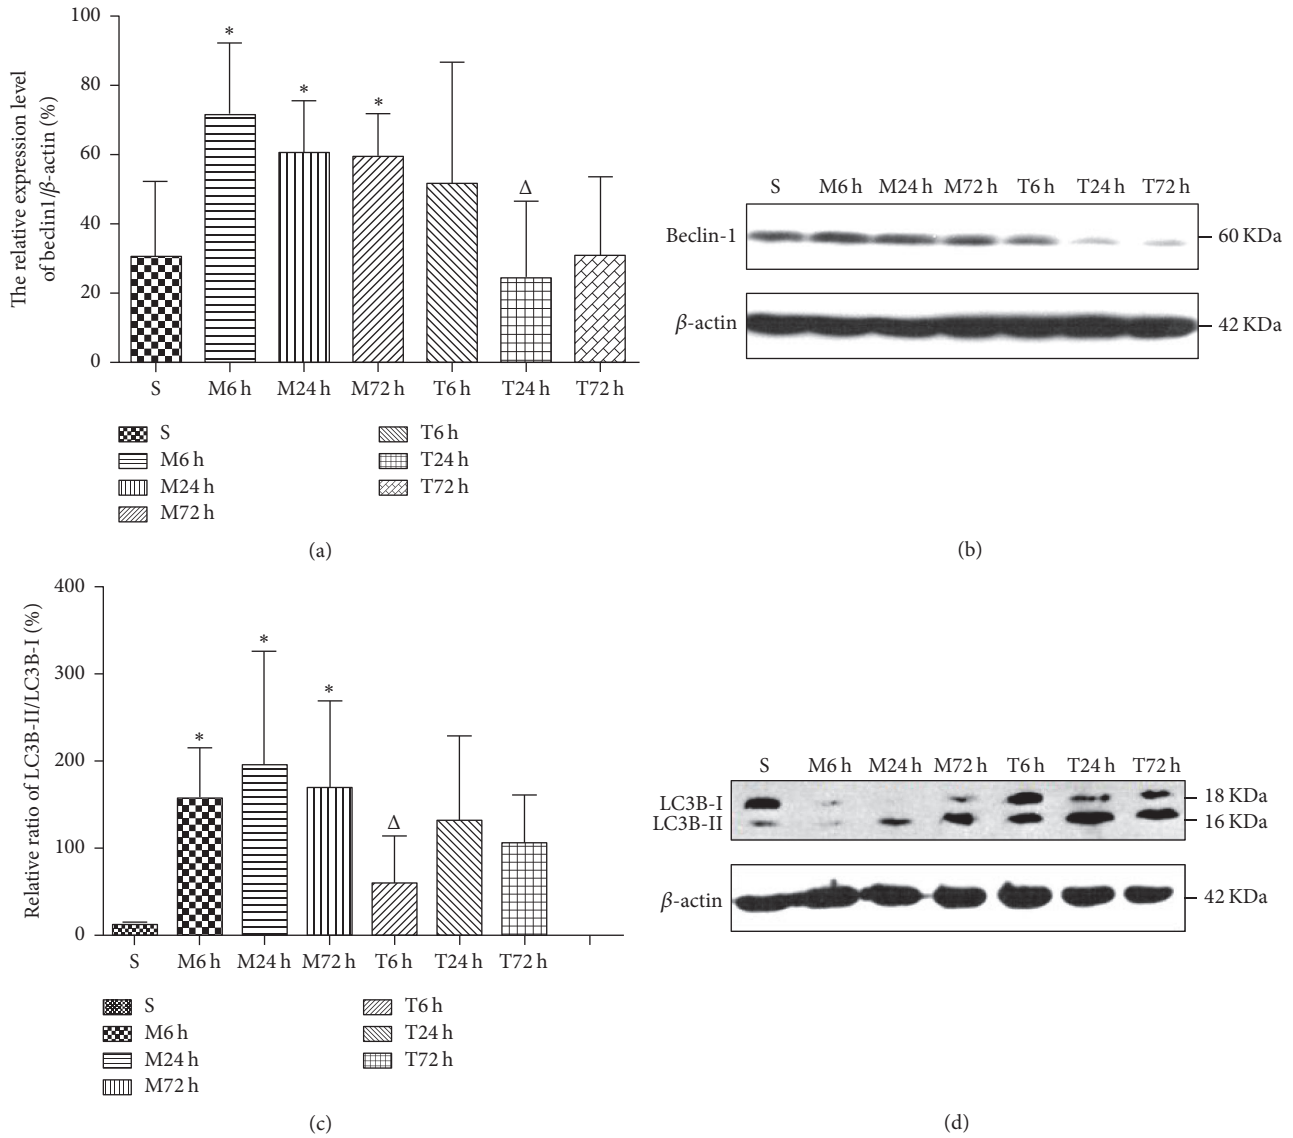 The relative expression level
of beclin1/β-actin (%)
100
80
60
40
20
0
*
*
*
Δ
S
M6 h
M24 h
M72 h
T6 h
T24 h
T72 h
S
M6 h
M24 h
M72 h
T6 h
T24 h
T72 h
(a)
S M6 h M24 h M72 h T6 h T24 h T72 h
Beclin-1
60 KDa
β-actin
42 KDa
(b)
Relative ratio of LC3B-II/LC3B-I (%)
400
300
200
100
0
*
*
*
Δ
S
M6 h
M24 h
M72 h
T6 h
T24 h
T72 h
S
M6 h
M24 h
M72 h
T6 h
T24 h
T72 h
(c)
S M6 h M24 h M72 h T6 h T24 h T72 h
LC3B-I
18 KDa
LC3B-II
16 KDa
β-actin
42 KDa
(d)